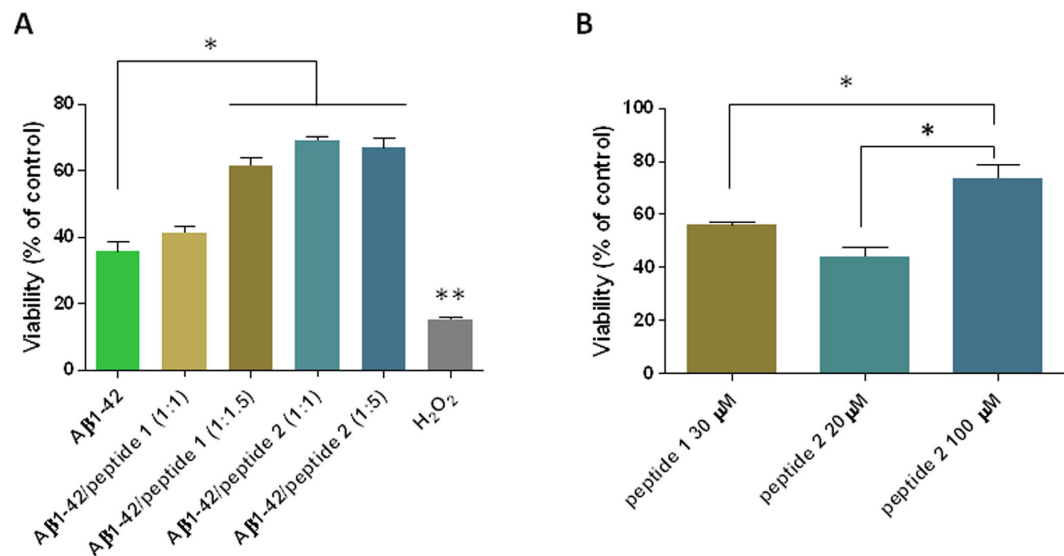 A
*
80
60
40
20
0
Viability (% of control)
**
Aβ1-42
Aβ1-42/peptide 1 (1:1)
Aβ1-42/peptide 1 (1:1.5)
Aβ1-42/peptide 2 (1:1)
Aβ1-42/peptide 2 (1:5)
H₂O₂
B
*
*
100
80
60
40
20
0
Viability (% of control)
peptide 1 30 μM
peptide 2 20 μM
peptide 2 100 μM